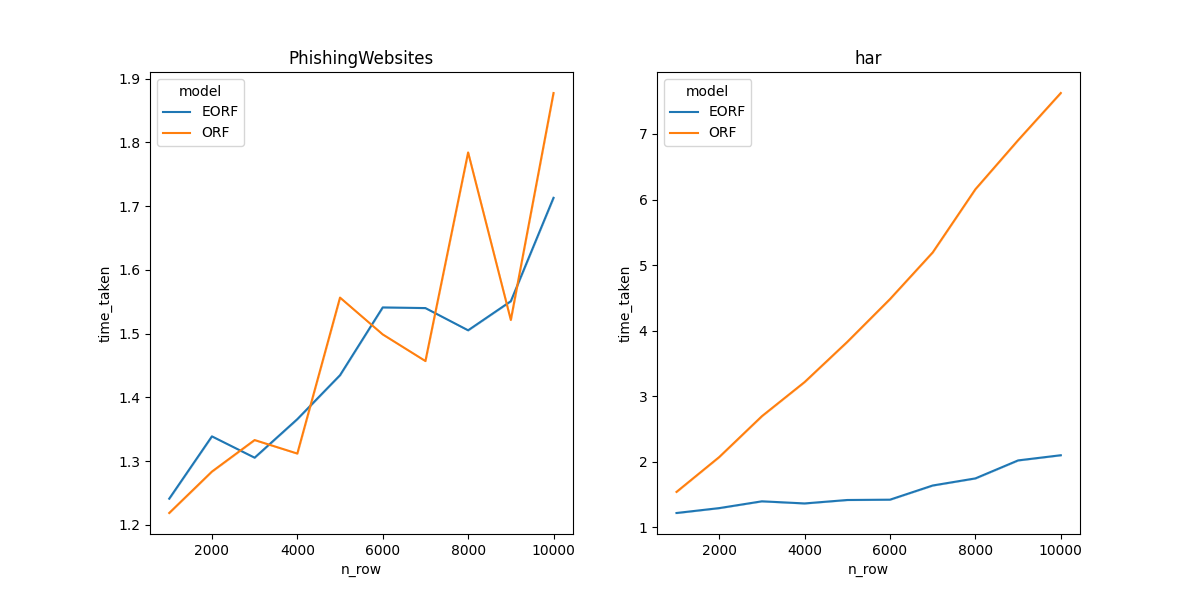 PhishingWebsites
model
EORF
ORF
1.9
1.8
1.7
1.6
1.5
1.4
1.3
1.2
time_taken
2000 4000 6000 8000 10000
n_row
har
model
EORF
ORF
7
6
5
4
3
2
1
time_taken
2000 4000 6000 8000 10000
n_row